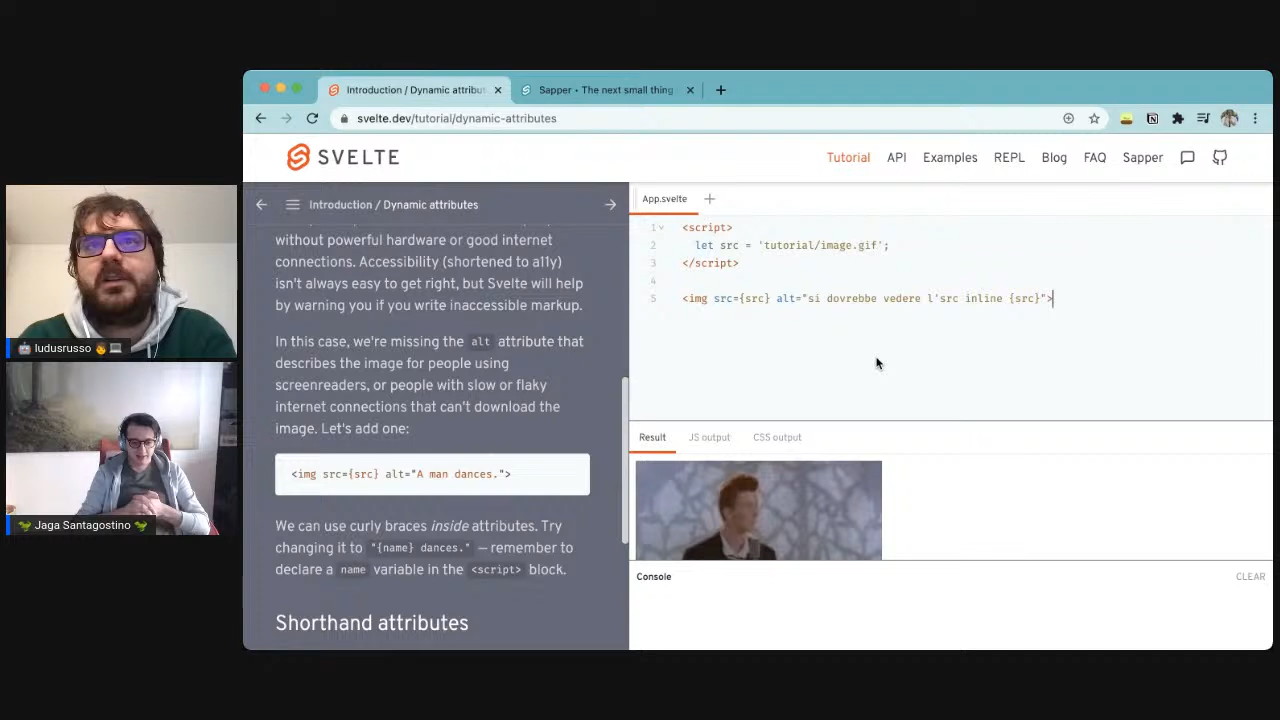 Introduction / Dynamic attribut
Sapper • The next small thing
svelte.dev/tutorial/dynamic-attributes
SVELTE
Tutorial API Examples REPL Blog FAQ Sapper
Introduction / Dynamic attributes
without powerful hardware or good internet
connections. Accessibility (shortened to a11y)
isn't always easy to get right, but Svelte will help
by warning you if you write inaccessible markup.
In this case, we're missing the alt attribute that
describes the image for people using
screenreaders, or people with slow or flaky
internet connections that can't download the
image. Let's add one:
<img src={src} alt="A man dances.">
We can use curly braces inside attributes. Try
changing it to "{name} dances." — remember to
declare a name variable in the <script> block.
Shorthand attributes
App.svelte
1 <script>
2 let src = 'tutorial/image.gif';
3 </script>
4
5 <img src={src} alt="si dovrebbe vedere l'src inline {src}">
Result JS output CSS output
Console CLEAR
ludusrusso
Jaga Santagostino